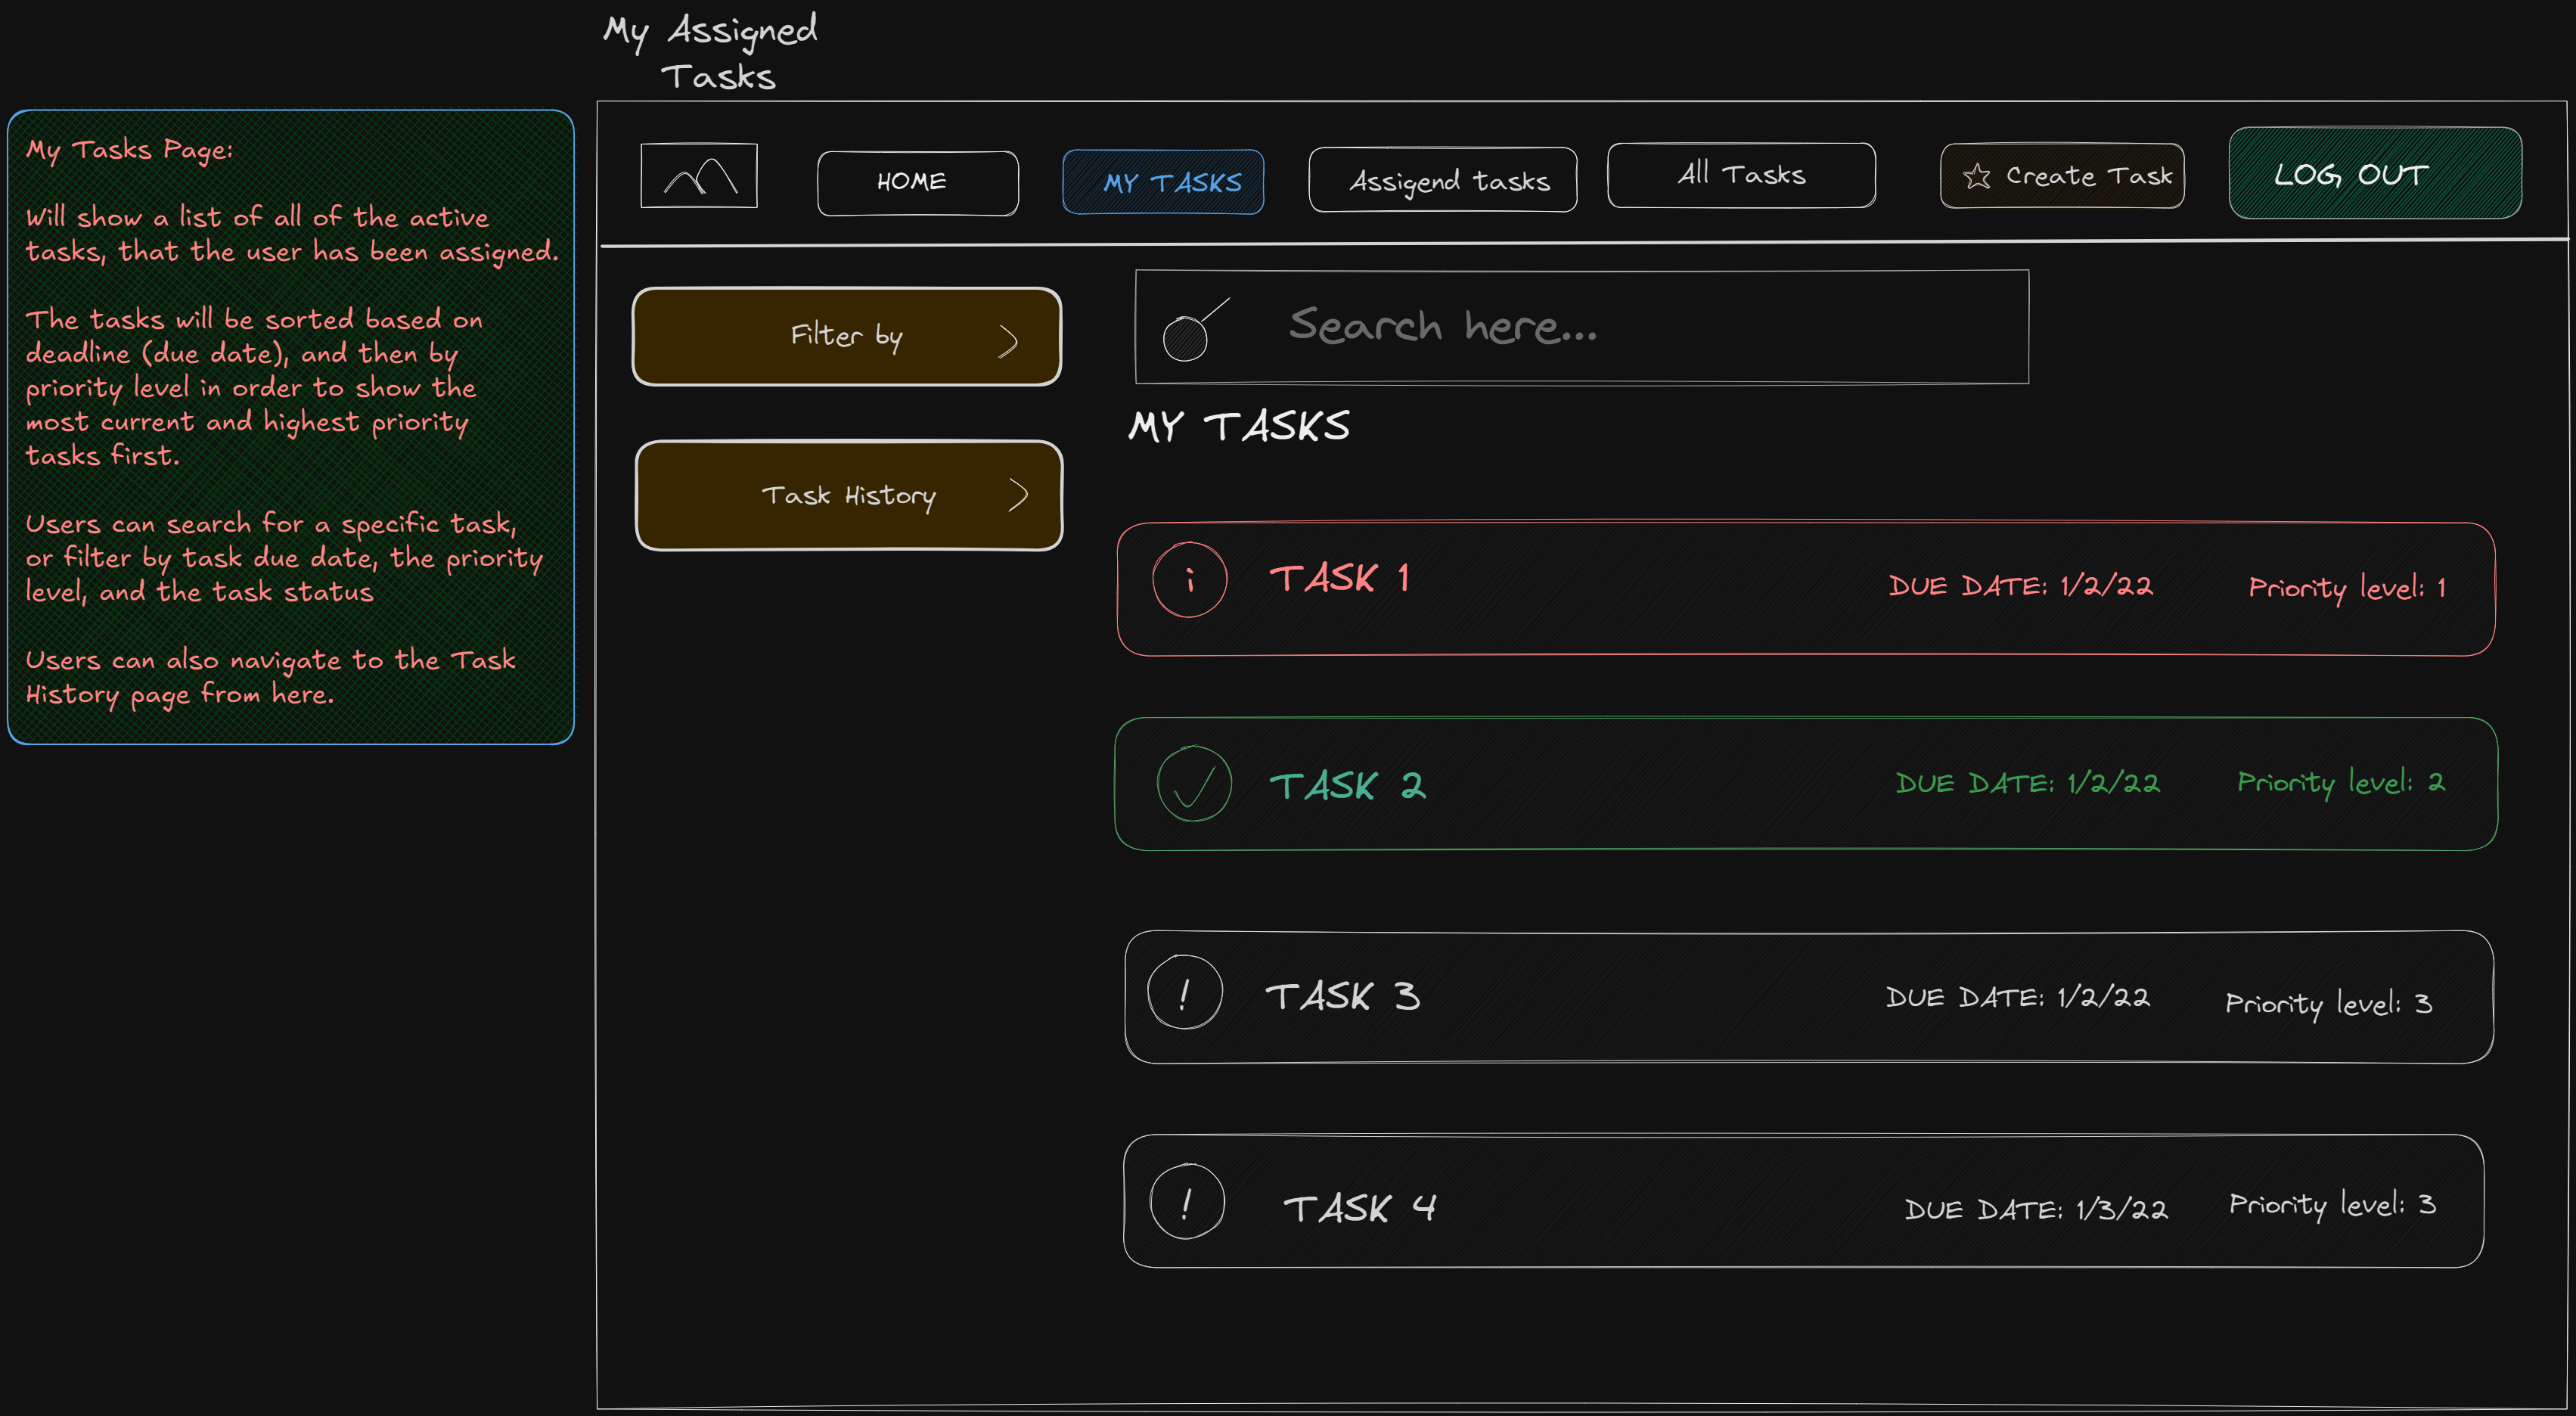 My Assigned
Tasks
My Tasks Page:
Will show a list of all of the active
tasks, that the user has been assigned.
The tasks will be sorted based on
deadline (due date), and then by
priority level in order to show the
most current and highest priority
tasks first.
Users can search for a specific task,
or filter by task due date, the priority
level, and the task status
Users can also navigate to the Task
History page from here.
HOME
MY TASKS
Assigend tasks
All Tasks
Create Task
LOG OUT
Filter by
Task History
Search here...
MY TASKS
i
TASK 1
DUE DATE: 1/2/22
Priority level: 1
TASK 2
DUE DATE: 1/2/22
Priority level: 2
!
TASK 3
DUE DATE: 1/2/22
Priority level: 3
!
TASK 4
DUE DATE: 1/3/22
Priority level: 3